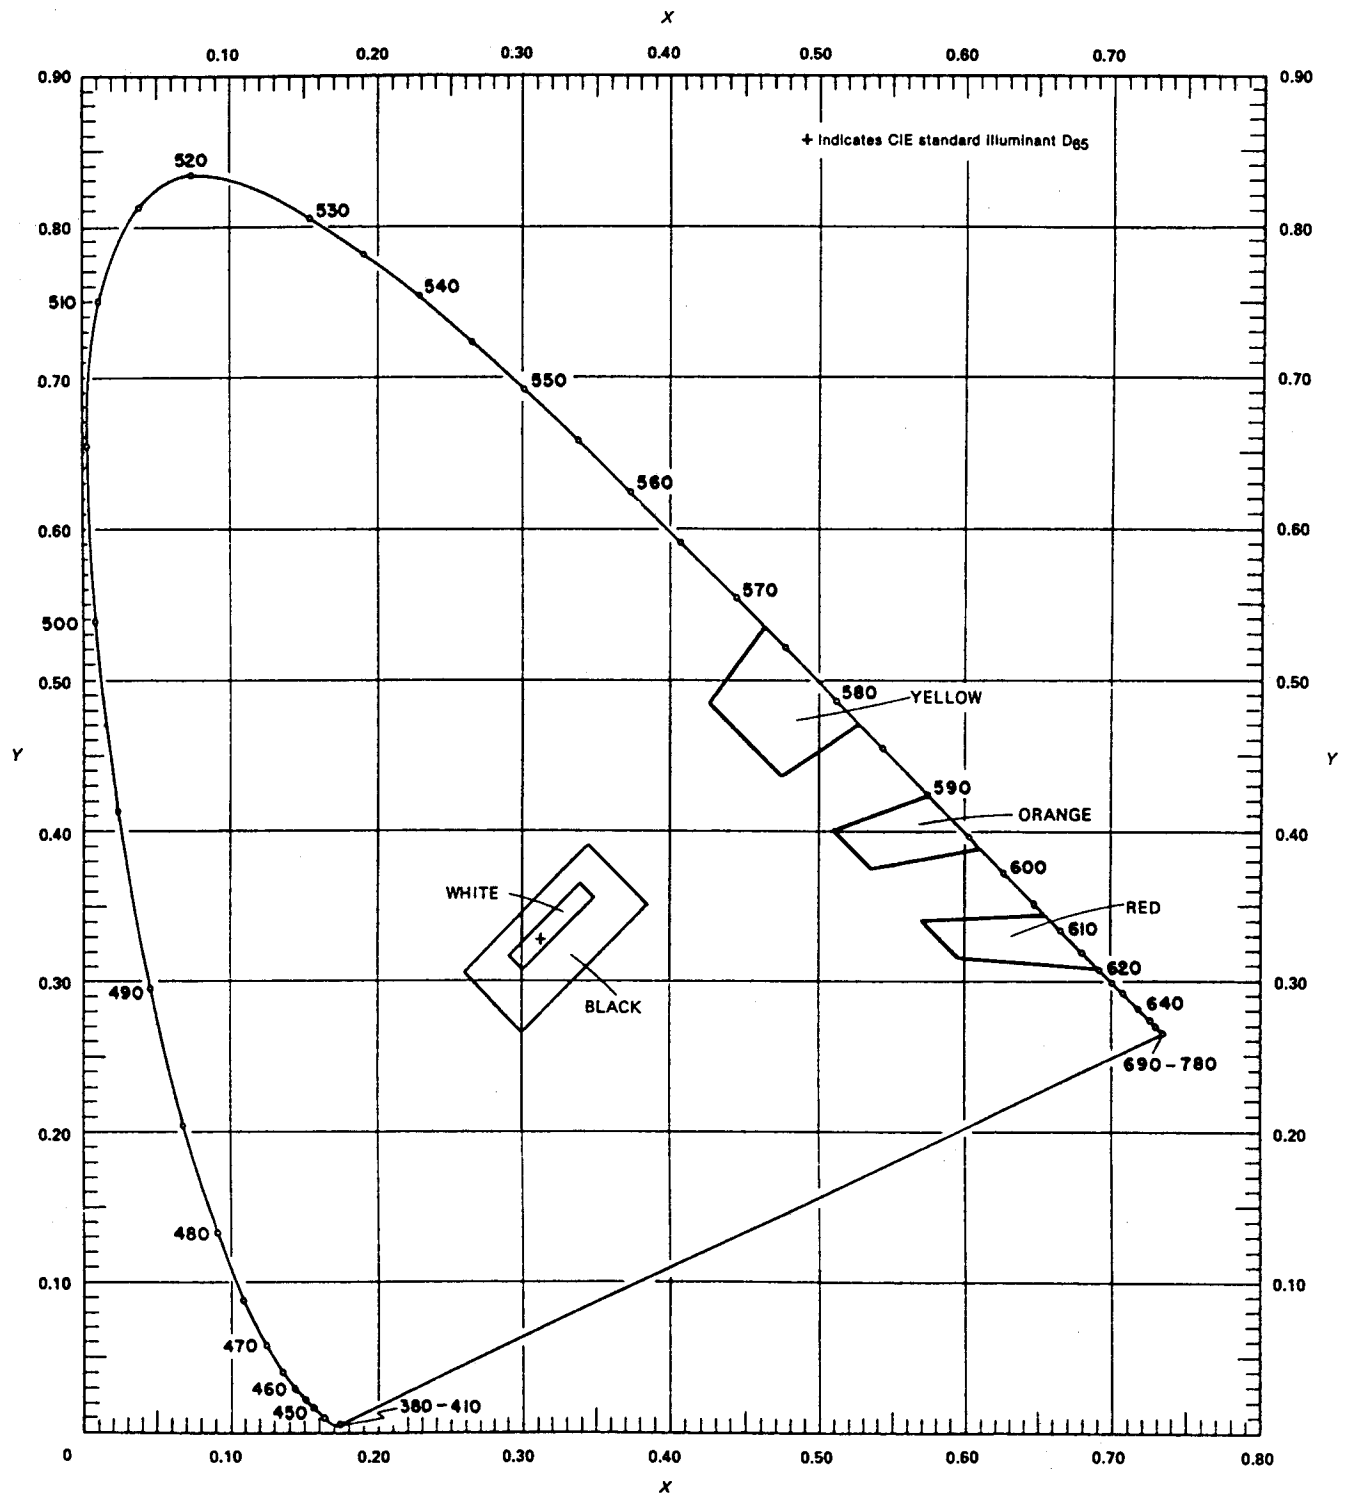 X
0.10 0.20 0.30 0.40 0.50 0.60 0.70
0.90 0.90
+ Indicates CIE standard illuminant D65
520
530
0.80 0.80
540
510
550
0.70 0.70
560
0.60 0.60
570
500
0.50 0.50
580
YELLOW
Y Y
590
ORANGE
0.40 0.40
600
WHITE
RED
610
620
0.30 0.30
490
640
BLACK
690-780
0.20 0.20
480
0.10 0.10
470
460
450
380-410
0 0.10 0.20 0.30 0.40 0.50 0.60 0.70 0.80
X